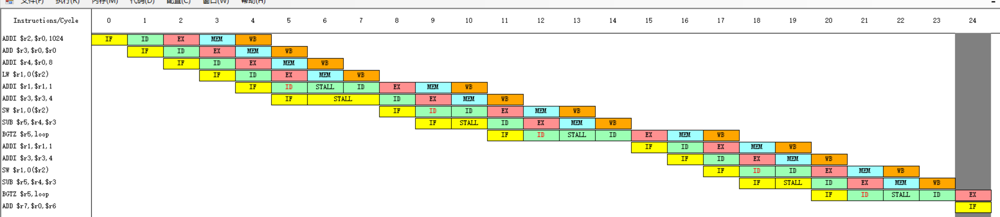 文件(F) 执行(R) 内存(M) 代码(D) 配置(C) 窗口(W) 帮助(H)
Instructions/Cycle 0 1 2 3 4 5 6 7 8 9 10 11 12 13 14 15 16 17 18 19 20 21 22 23 24
ADDI $r2,$r0,1024 IF ID EX MEM WB
ADD $r3,$r0,$r0 IF ID EX MEM WB
ADDI $r4,$r0,8 IF ID EX MEM WB
LW $r1,0($r2) IF ID EX MEM WB
ADDI $r1,$r1,1 IF ID STALL ID EX MEM WB
ADDI $r3,$r3,4 IF STALL ID EX MEM WB
SW $r1,0($r2) IF ID ID EX MEM WB
SUB $r5,$r4,$r3 IF STALL ID EX MEM WB
BGTZ $r5,loop IF ID STALL ID EX MEM WB
ADDI $r1,$r1,1 IF ID EX MEM WB
ADDI $r3,$r3,4 IF ID EX MEM WB
SW $r1,0($r2) IF ID ID EX MEM WB
SUB $r5,$r4,$r3 IF STALL ID EX MEM WB
BGTZ $r5,loop IF ID STALL ID EX
ADD $r7,$r0,$r6 IF